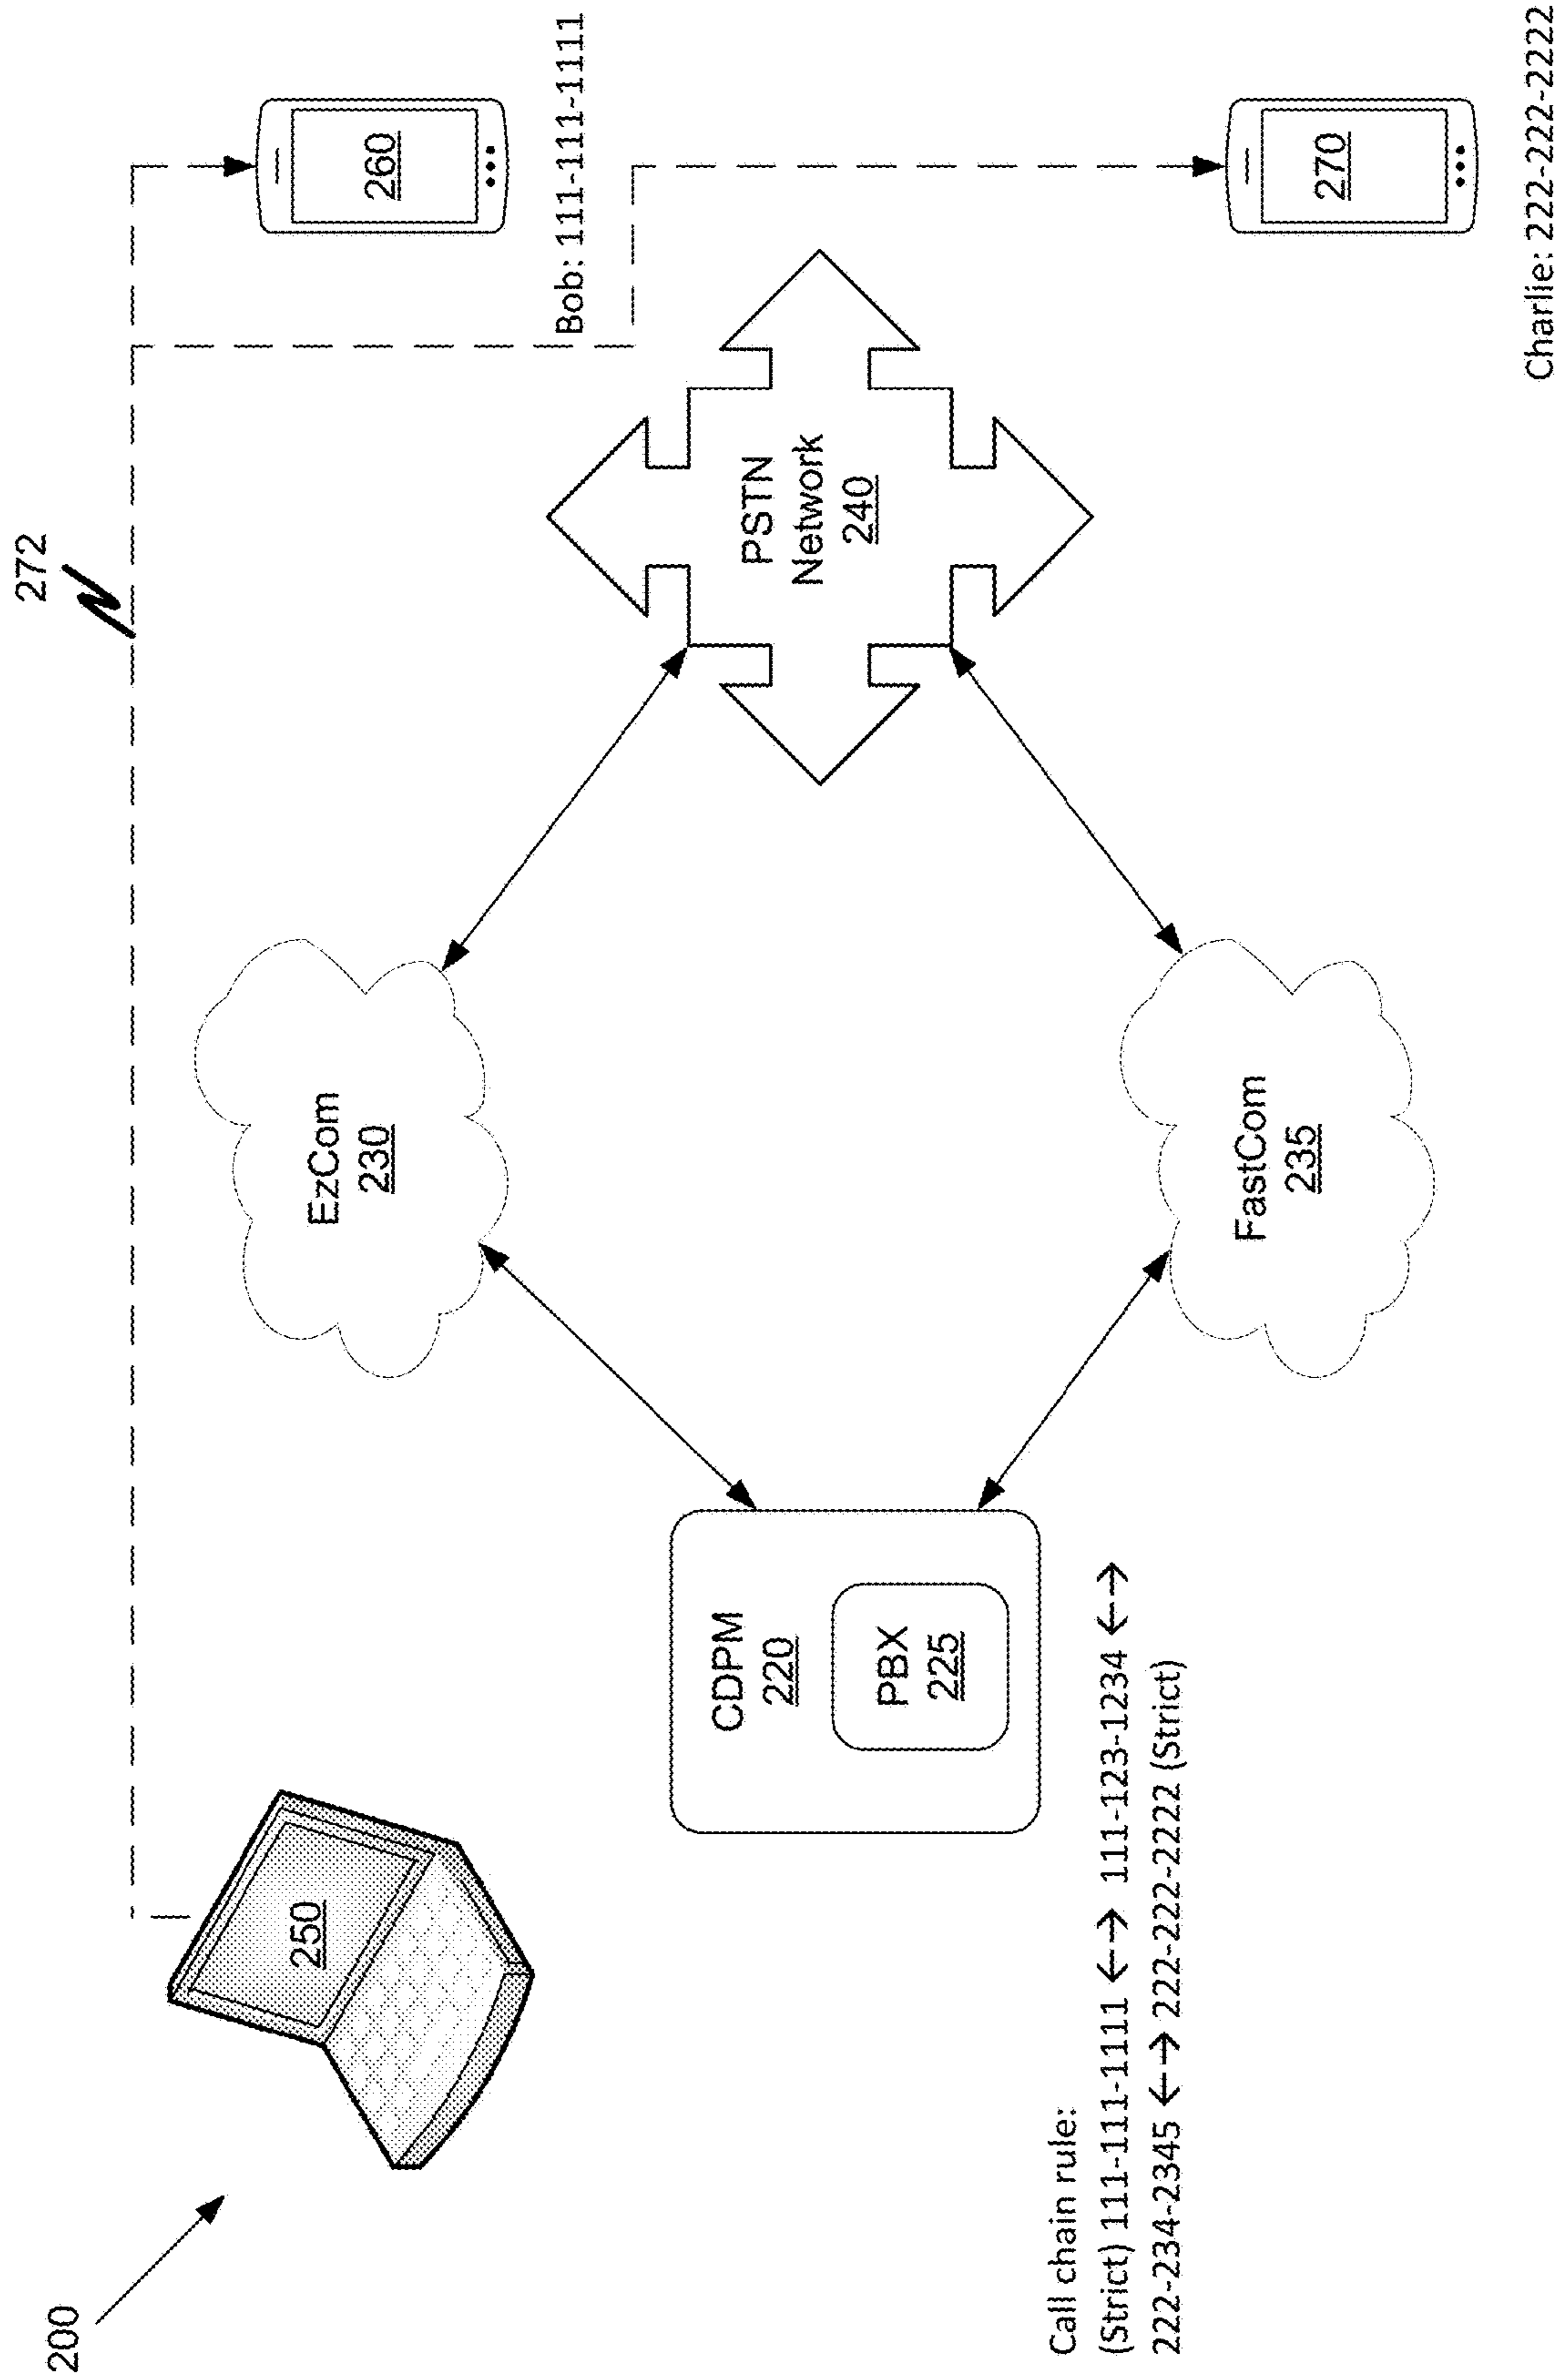 200
272
250
260
Bob: 111-111-1111
EzCom
230
CDPM
220
PBX
225
PSTN
Network
240
FastCom
235
270
Charlie: 222-222-2222
Call chain rule:
(Strict) 111-111-1111 ←→ 111-123-1234 ←→
222-234-2345 ←→ 222-222-2222 (Strict)